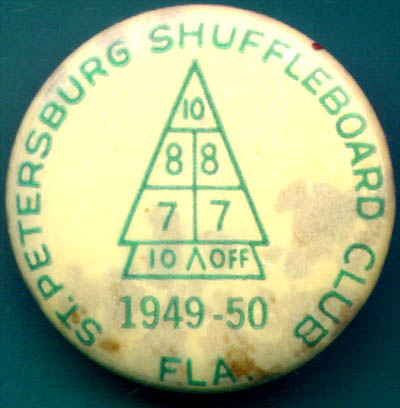 ST. PETERSBURG SHUFFLEBOARD CLUB
10
8 8
7 7
10 OFF
1949-50
FLA.